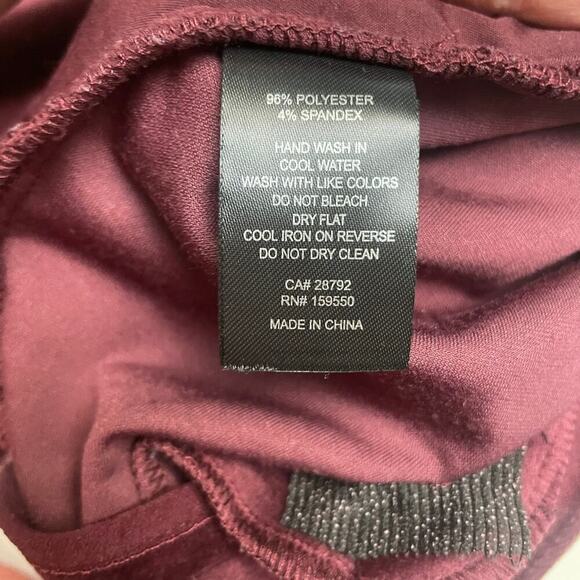 96% POLYESTER
4% SPANDEX
HAND WASH IN
COOL WATER
WASH WITH LIKE COLORS
DO NOT BLEACH
DRY FLAT
COOL IRON ON REVERSE
DO NOT DRY CLEAN
CA# 28792
RN# 159550
MADE IN CHINA